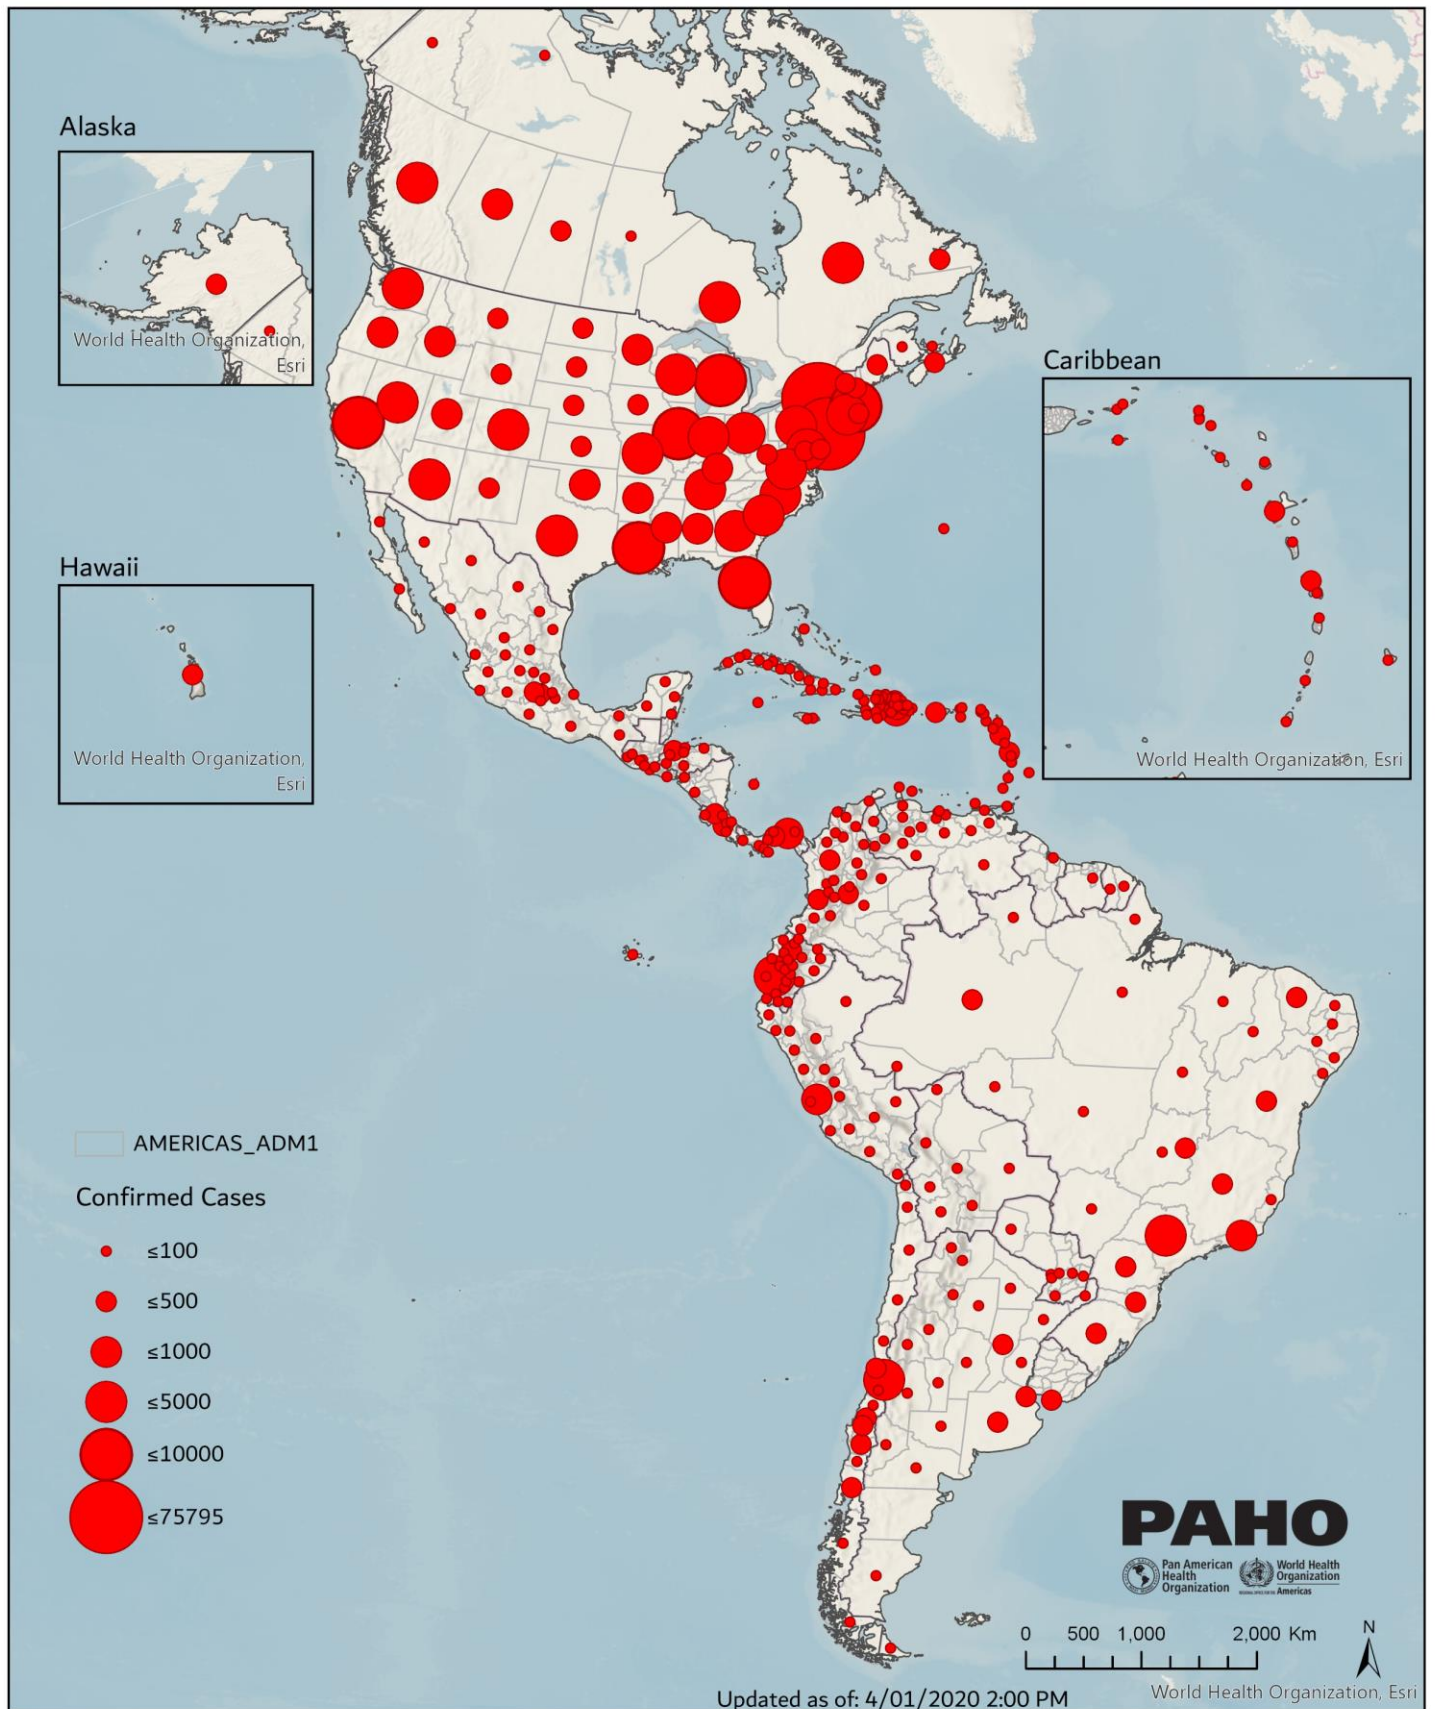 Alaska
World Health Organization,
Esri
Hawaii
World Health Organization,
Esri
Caribbean
World Health Organization, Esri
AMERICAS_ADM1
Confirmed Cases
≤100
≤500
≤1000
≤5000
≤10000
≤75795
PAHO
Pan American
Health
Organization
World Health
Organization
Americas
0 500 1,000 2,000 Km
N
Updated as of: 4/01/2020 2:00 PM
World Health Organization, Esri